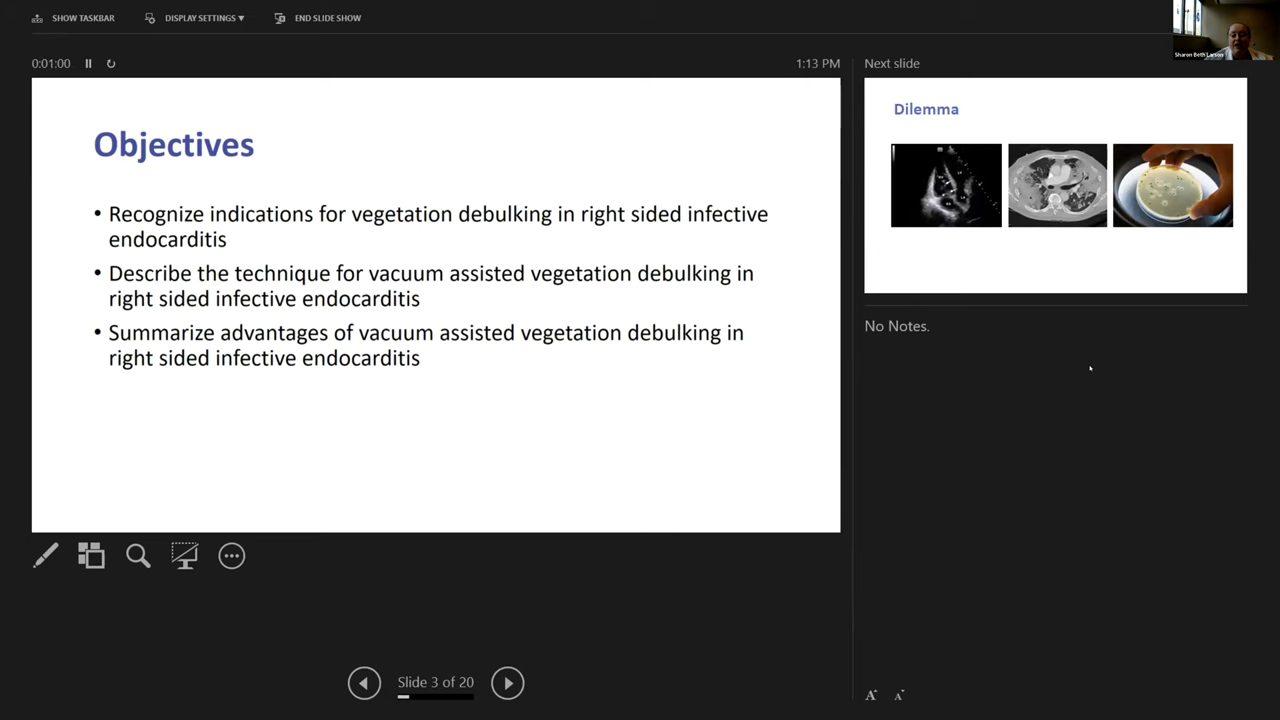 SHOW TASKBAR
DISPLAY SETTINGS ▼
END SLIDE SHOW
Sharon Beth Larson
0:01:00
1:13 PM
Next slide
Objectives
• Recognize indications for vegetation debulking in right sided infective
endocarditis
• Describe the technique for vacuum assisted vegetation debulking in
right sided infective endocarditis
• Summarize advantages of vacuum assisted vegetation debulking in
right sided infective endocarditis
Dilemma
No Notes.
Slide 3 of 20
A A